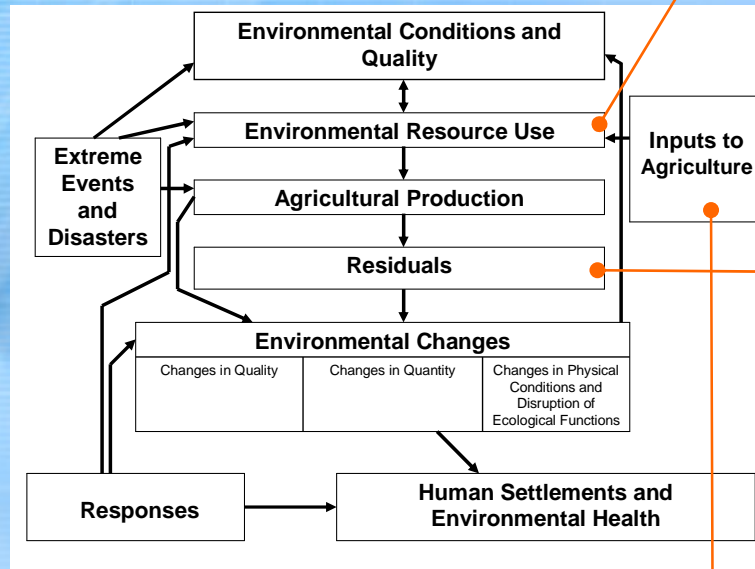 Environmental Conditions and
Quality
Environmental Resource Use
Inputs to
Agriculture
Extreme
Events
and
Disasters
Agricultural Production
Residuals
Environmental Changes
Changes in Quality
Changes in Quantity
Changes in Physical
Conditions and
Disruption of
Ecological Functions
Responses
Human Settlements and
Environmental Health